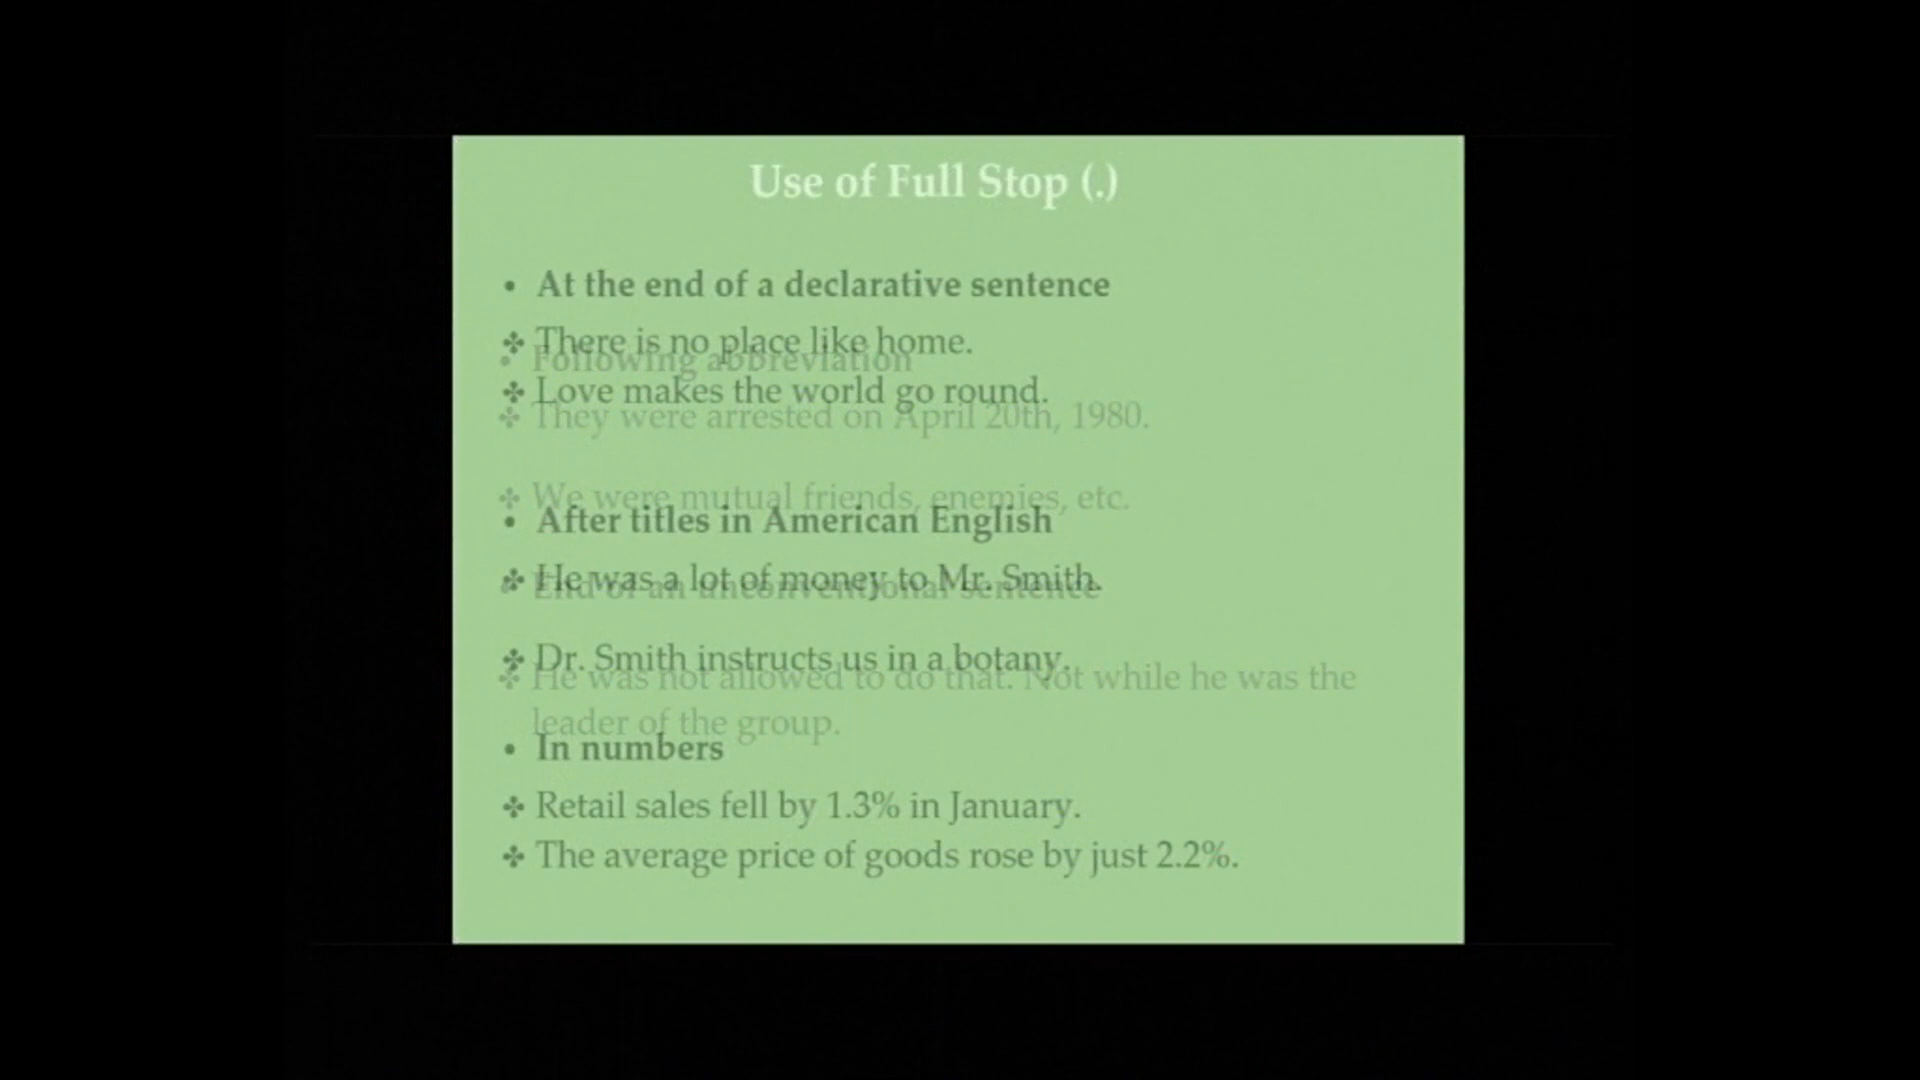 Use of Full Stop (.)
• At the end of a declarative sentence
✤ There is no place like home.
• Following abbreviation
✤ Love makes the world go round.
✤ They were arrested on April 20th, 1980.
✤ We were mutual friends, enemies, etc.
• After titles in American English
✤ He was a lot of money to Mr. Smith.
• End of an unconventional sentence
✤ Dr. Smith instructs us in a botany.
✤ He was not allowed to do that. Not while he was the
leader of the group.
• In numbers
✤ Retail sales fell by 1.3% in January.
✤ The average price of goods rose by just 2.2%.